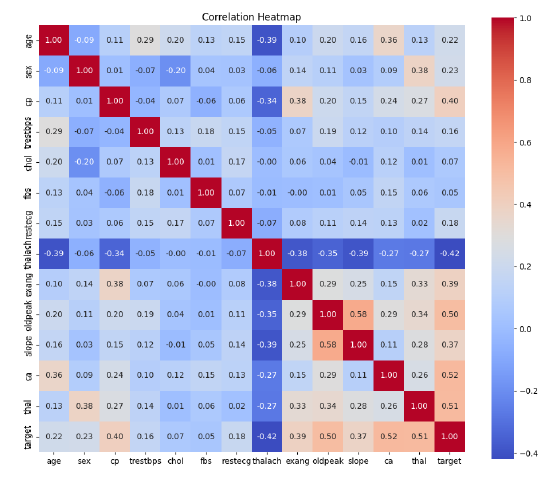 Correlation Heatmap
age 1.00 -0.09 0.11 0.29 0.20 0.13 0.15 -0.39 0.10 0.20 0.16 0.36 0.13 0.22
sex -0.09 1.00 0.01 -0.07 -0.20 0.04 0.03 -0.06 0.14 0.11 0.03 0.09 0.38 0.23
cp 0.11 0.01 1.00 -0.04 0.07 -0.06 0.06 -0.34 0.38 0.20 0.15 0.24 0.27 0.40
trestbps 0.29 -0.07 -0.04 1.00 0.13 0.18 0.15 -0.05 0.07 0.19 0.12 0.10 0.14 0.16
chol 0.20 -0.20 0.07 0.13 1.00 0.01 0.17 -0.00 0.06 0.04 -0.01 0.12 0.01 0.07
fbs 0.13 0.04 -0.06 0.18 0.01 1.00 0.07 -0.01 -0.00 0.01 0.05 0.15 0.06 0.05
restecg 0.15 0.03 0.06 0.15 0.17 0.07 1.00 -0.07 0.08 0.11 0.14 0.13 0.02 0.18
thalach -0.39 -0.06 -0.34 -0.05 -0.00 -0.01 -0.07 1.00 -0.38 -0.35 -0.39 -0.27 -0.27 -0.42
exang 0.10 0.14 0.38 0.07 0.06 -0.00 0.08 -0.38 1.00 0.29 0.25 0.15 0.33 0.39
oldpeak 0.20 0.11 0.20 0.19 0.04 0.01 0.11 -0.35 0.29 1.00 0.58 0.29 0.34 0.50
slope 0.16 0.03 0.15 0.12 -0.01 0.05 0.14 -0.39 0.25 0.58 1.00 0.11 0.28 0.37
ca 0.36 0.09 0.24 0.10 0.12 0.15 0.13 -0.27 0.15 0.29 0.11 1.00 0.26 0.52
thal 0.13 0.38 0.27 0.14 0.01 0.06 0.02 -0.27 0.33 0.34 0.28 0.26 1.00 0.51
target 0.22 0.23 0.40 0.16 0.07 0.05 0.18 -0.42 0.39 0.50 0.37 0.52 0.51 1.00
age sex cp trestbps chol fbs restecg thalach exang oldpeak slope ca thal target
1.0
0.8
0.6
0.4
0.2
0.0
−0.2
−0.4